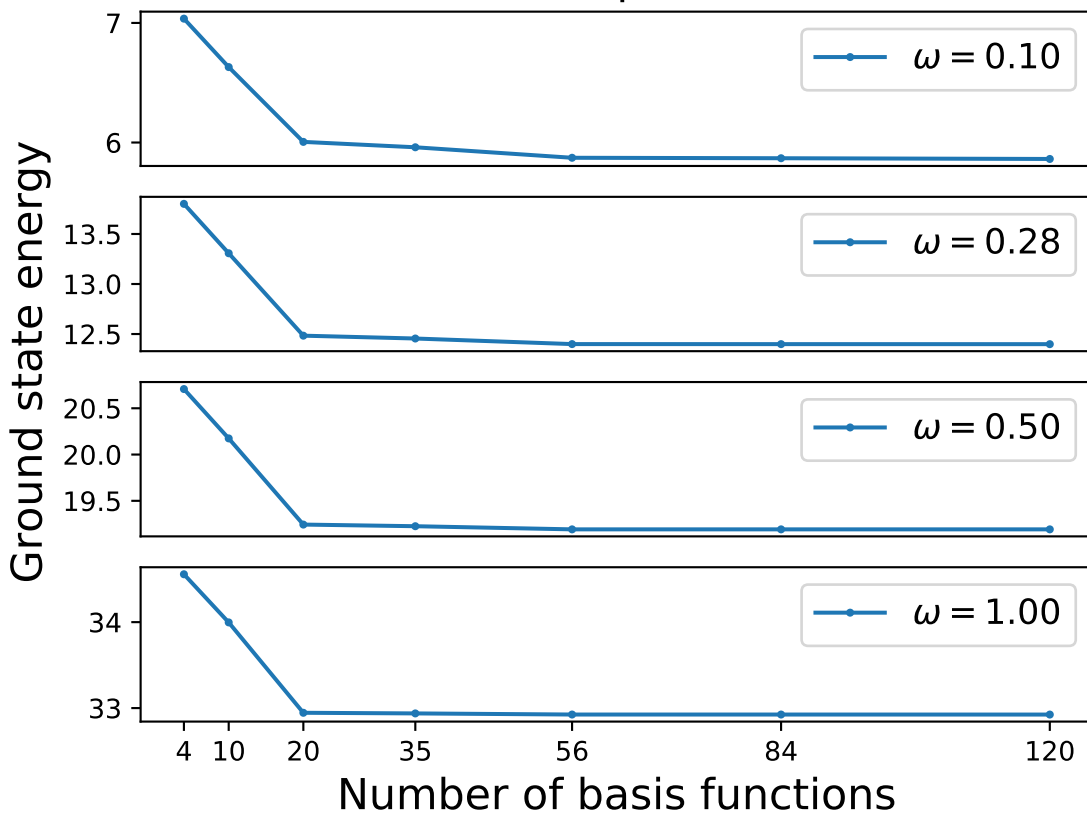 7
6
ω = 0.10
13.5
13.0
12.5
ω = 0.28
20.5
20.0
19.5
ω = 0.50
34
33
ω = 1.00
4 10 20 35 56 84 120
Number of basis functions
Ground state energy